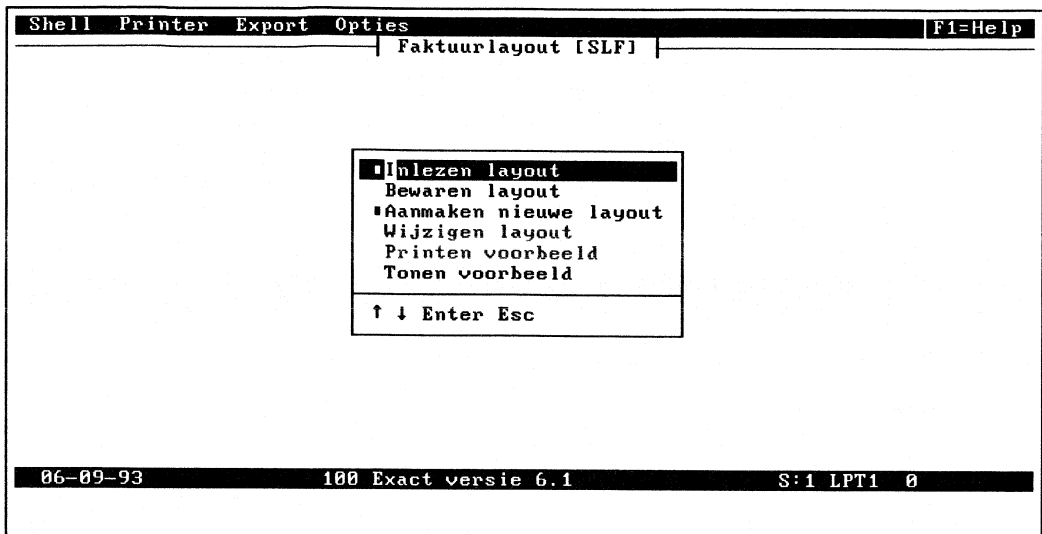 Shell Printer Export Opties F1=Help
Faktuurlayout [SLF]
Inlezen layout
Bewaren layout
Aanmaken nieuwe layout
Wijzigen layout
Printen voorbeeld
Tonen voorbeeld
↑ ↓ Enter Esc
06-09-93 100 Exact versie 6.1 S:1 LPT1 0